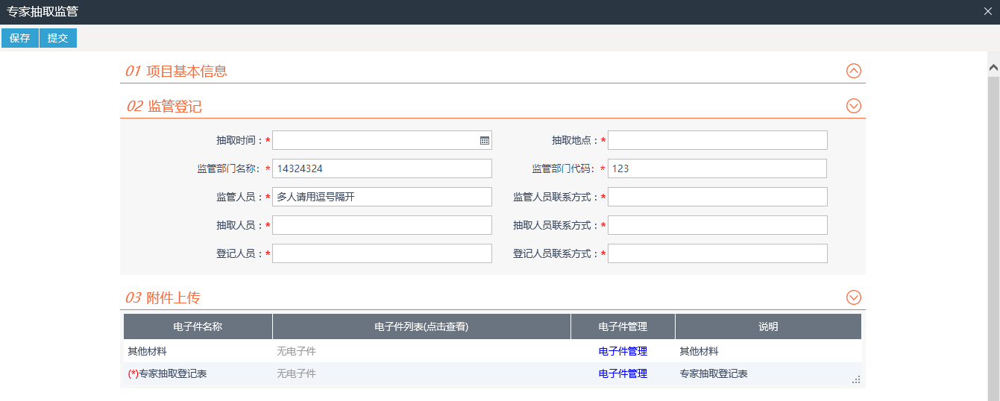 专家抽取监管
保存 提交
01 项目基本信息
02 监管登记
抽取时间：* 抽取地点：*
监管部门名称：* 14324324 监管部门代码：* 123
监管人员：* 多人请用逗号隔开 监管人员联系方式：*
抽取人员：* 抽取人员联系方式：*
登记人员：* 登记人员联系方式：*
03 附件上传
电子件名称 电子件列表(点击查看) 电子件管理 说明
其他材料 无电子件 电子件管理 其他材料
(*)专家抽取登记表 无电子件 电子件管理 专家抽取登记表